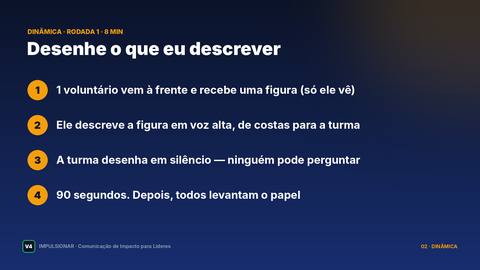 DINÂMICA · RODADA 1 · 8 MIN
Desenhe o que eu descrever
1 1 voluntário vem à frente e recebe uma figura (só ele vê)
2 Ele descreve a figura em voz alta, de costas para a turma
3 A turma desenha em silêncio — ninguém pode perguntar
4 90 segundos. Depois, todos levantam o papel
V4 IMPULSIONAR · Comunicação de Impacto para Líderes
02 · DINÂMICA